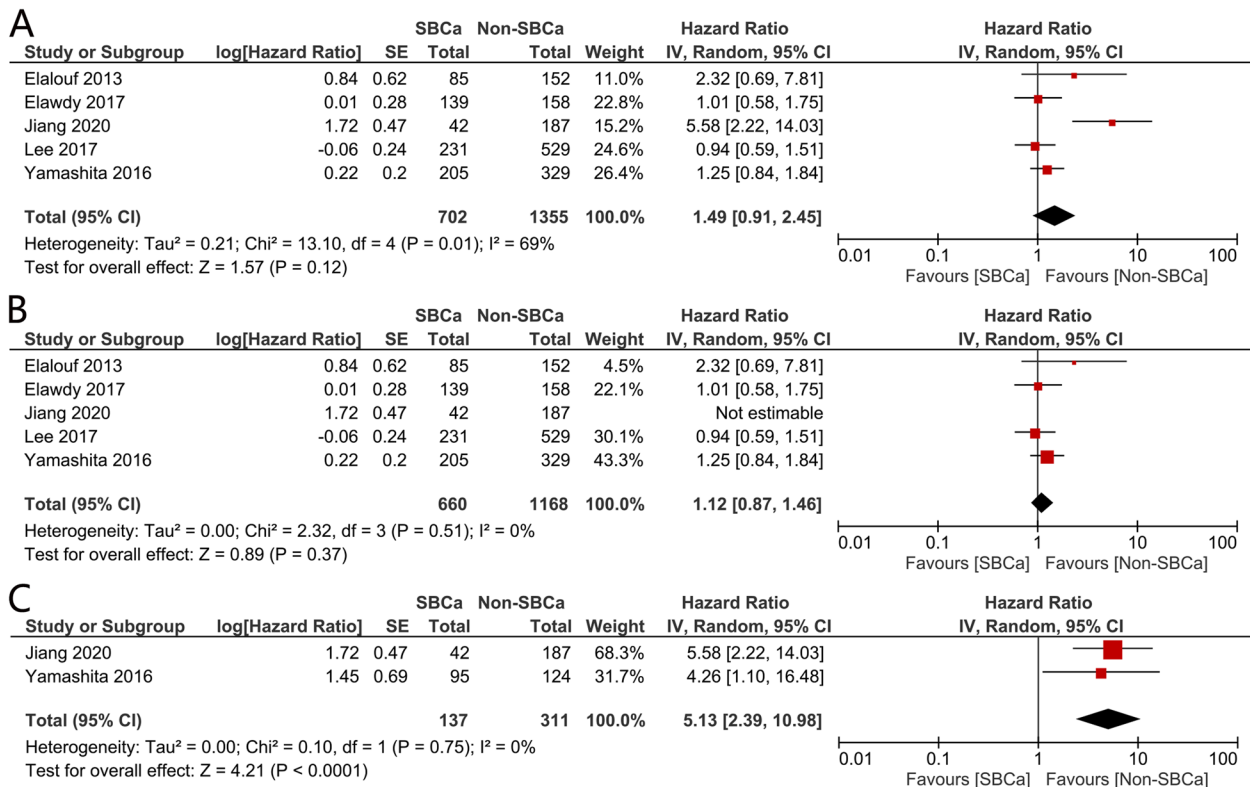 A
SBCa Non-SBCa Hazard Ratio Hazard Ratio
Study or Subgroup log[Hazard Ratio] SE Total Total Weight IV, Random, 95% CI IV, Random, 95% CI
Elalouf 2013 0.84 0.62 85 152 11.0% 2.32 [0.69, 7.81]
Elawdy 2017 0.01 0.28 139 158 22.8% 1.01 [0.58, 1.75]
Jiang 2020 1.72 0.47 42 187 15.2% 5.58 [2.22, 14.03]
Lee 2017 -0.06 0.24 231 529 24.6% 0.94 [0.59, 1.51]
Yamashita 2016 0.22 0.2 205 329 26.4% 1.25 [0.84, 1.84]
Total (95% CI) 702 1355 100.0% 1.49 [0.91, 2.45]
Heterogeneity: Tau² = 0.21; Chi² = 13.10, df = 4 (P = 0.01); I² = 69%
Test for overall effect: Z = 1.57 (P = 0.12)
0.01 0.1 1 10 100
Favours [SBCa] Favours [Non-SBCa]
B
SBCa Non-SBCa Hazard Ratio Hazard Ratio
Study or Subgroup log[Hazard Ratio] SE Total Total Weight IV, Random, 95% CI IV, Random, 95% CI
Elalouf 2013 0.84 0.62 85 152 4.5% 2.32 [0.69, 7.81]
Elawdy 2017 0.01 0.28 139 158 22.1% 1.01 [0.58, 1.75]
Jiang 2020 1.72 0.47 42 187 Not estimable
Lee 2017 -0.06 0.24 231 529 30.1% 0.94 [0.59, 1.51]
Yamashita 2016 0.22 0.2 205 329 43.3% 1.25 [0.84, 1.84]
Total (95% CI) 660 1168 100.0% 1.12 [0.87, 1.46]
Heterogeneity: Tau² = 0.00; Chi² = 2.32, df = 3 (P = 0.51); I² = 0%
Test for overall effect: Z = 0.89 (P = 0.37)
0.01 0.1 1 10 100
Favours [SBCa] Favours [Non-SBCa]
C
SBCa Non-SBCa Hazard Ratio Hazard Ratio
Study or Subgroup log[Hazard Ratio] SE Total Total Weight IV, Random, 95% CI IV, Random, 95% CI
Jiang 2020 1.72 0.47 42 187 68.3% 5.58 [2.22, 14.03]
Yamashita 2016 1.45 0.69 95 124 31.7% 4.26 [1.10, 16.48]
Total (95% CI) 137 311 100.0% 5.13 [2.39, 10.98]
Heterogeneity: Tau² = 0.00; Chi² = 0.10, df = 1 (P = 0.75); I² = 0%
Test for overall effect: Z = 4.21 (P < 0.0001)
0.01 0.1 1 10 100
Favours [SBCa] Favours [Non-SBCa]